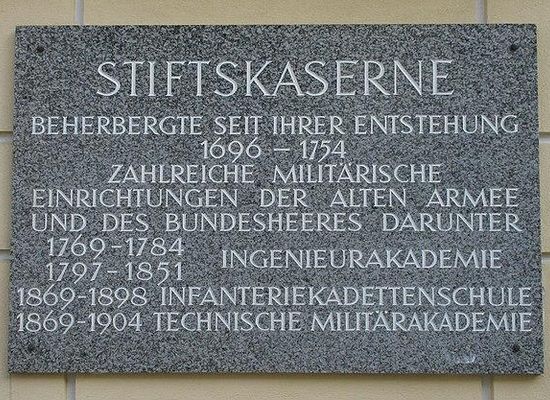 STIFTSKASERNE
BEHERBERGTE SEIT IHRER ENTSTEHUNG
1696 – 1754
ZAHLREICHE MILITÄRISCHE
EINRICHTUNGEN DER ALTEN ARMEE
UND DES BUNDESHEERES DARUNTER
1769-1784
1797-1851 INGENIEURAKADEMIE
1869-1898 INFANTERIEKADETTENSCHULE
1869-1904 TECHNISCHE MILITÄRAKADEMIE